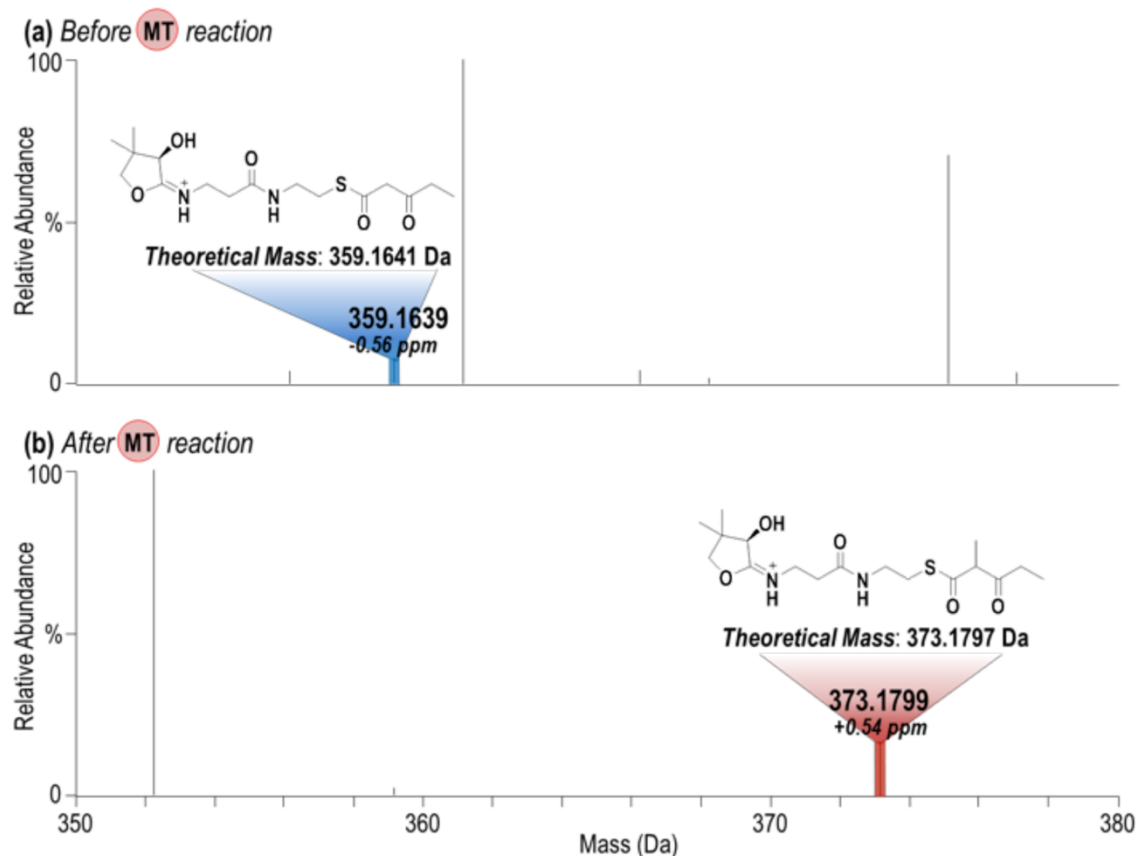 (a) Before MT reaction
100
OH
O
S
O
N
H
+
N
H
O
O
Theoretical Mass: 359.1641 Da
359.1639
-0.56 ppm
%
0
Relative Abundance
(b) After MT reaction
100
OH
O
S
O
N
H
+
N
H
O
O
Theoretical Mass: 373.1797 Da
373.1799
+0.54 ppm
%
0
Relative Abundance
350 360 370 380
Mass (Da)